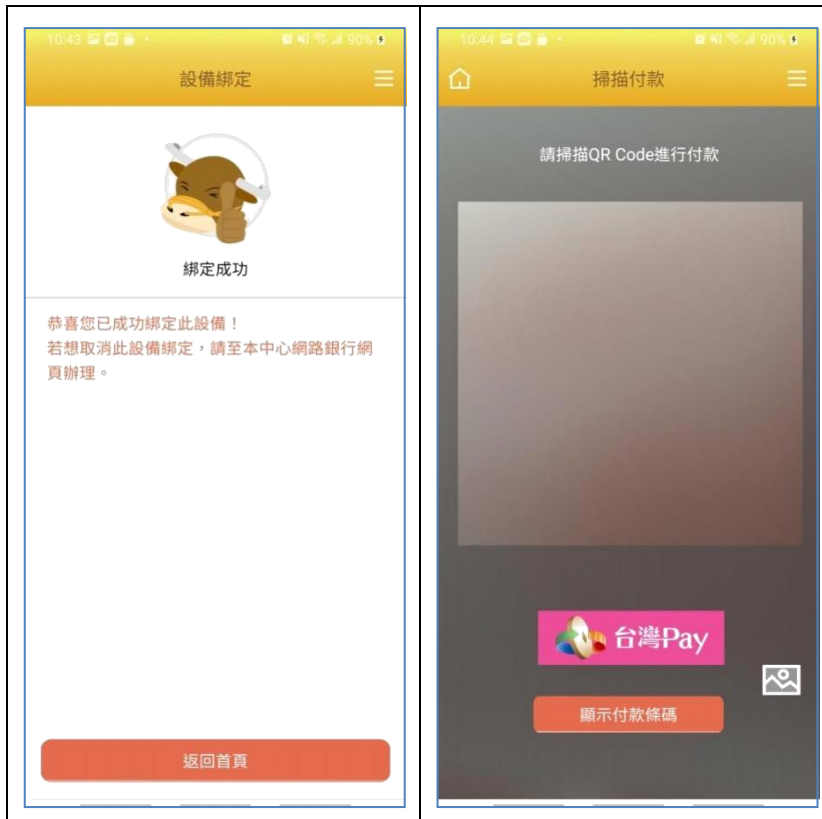 10:43
90%
設備綁定
綁定成功
恭喜您已成功綁定此設備！
若想取消此設備綁定，請至本中心網路銀行網
頁辦理。
返回首頁
10:44
90%
掃描付款
請掃描QR Code進行付款
台灣Pay
顯示付款條碼